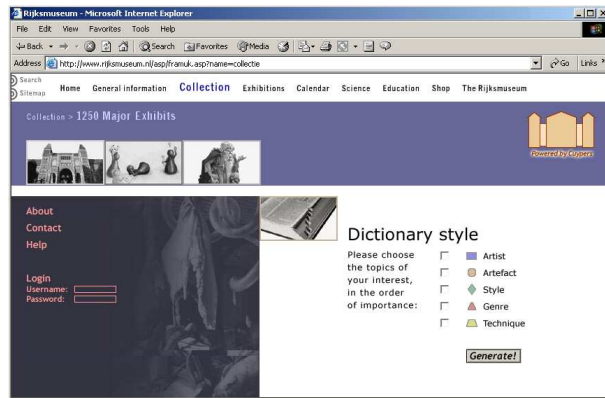 Rijksmuseum - Microsoft Internet Explorer
File Edit View Favorites Tools Help
Back Search Favorites Media
Address http://www.rijksmuseum.nl/asp/framuk.asp?name=collectie Go Links »
Search
Sitemap
Home General information Collection Exhibitions Calendar Science Education Shop The Rijksmuseum
Collection > 1250 Major Exhibits
Powered by Cuypers
About
Contact
Help
Login
Username:
Password:
Dictionary style
Please choose
the topics of
your interest,
in the order
of importance:
Artist
Artefact
Style
Genre
Technique
Generate!